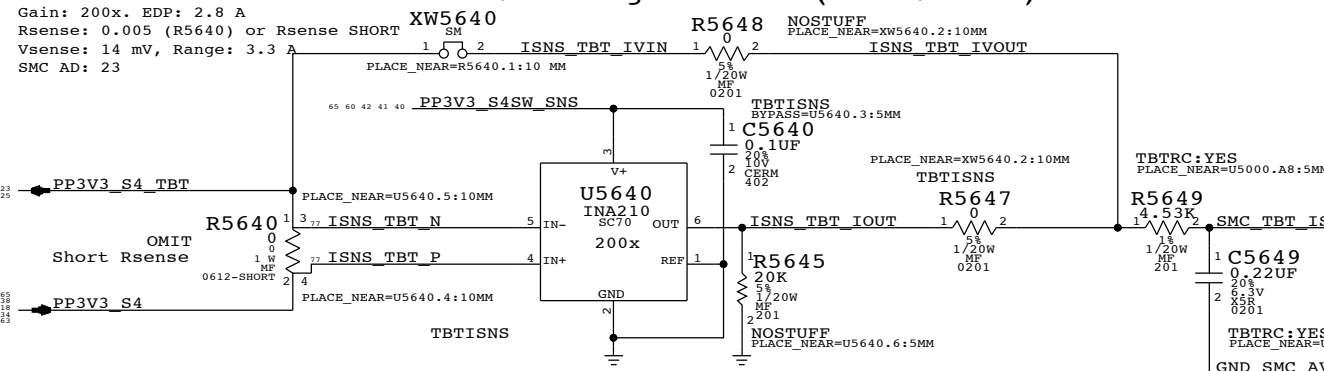 Gain: 200x. EDP: 2.8 A
Rsense: 0.005 (R5640) or Rsense SHORT
Vsense: 14 mV, Range: 3.3 A
SMC AD: 23
XW5640
SM
1 2
PLACE_NEAR=R5640.1:10 MM
ISNS_TBT_IVIN
R5648
0
1 2
5%
1/20W
MF
0201
NOSTUFF
PLACE_NEAR=XW5640.2:10MM
ISNS_TBT_IVOUT
65 60 42 41 40 PP3V3_S4SW_SNS
TBTISNS
BYPASS=U5640.3:5MM
1
C5640
0.1UF
20%
10V
CERM
402
2
23
25
PP3V3_S4_TBT
PLACE_NEAR=U5640.5:10MM
R5640
0
0
1 W
MF
0612-SHORT
1 3
2 4
OMIT
Short Rsense
77 ISNS_TBT_N
77 ISNS_TBT_P
PLACE_NEAR=U5640.4:10MM
65
38
18
34
63
PP3V3_S4
TBTISNS
3
V+
U5640
INA210
SC70
200x
5 IN-
4 IN+
OUT 6
REF 1
GND
2
ISNS_TBT_IOUT
1
R5645
20K
5%
1/20W
MF
201
2
NOSTUFF
PLACE_NEAR=U5640.6:5MM
PLACE_NEAR=XW5640.2:10MM
TBTISNS
R5647
0
1 2
5%
1/20W
MF
0201
TBTRC:YES
PLACE_NEAR=U5000.A8:5MM
R5649
4.53K
1 2
1%
1/20W
MF
201
SMC_TBT_IS
1
C5649
0.22UF
20%
6.3V
X5R
0201
2
TBTRC:YES
PLACE_NEAR=U
GND_SMC_AV